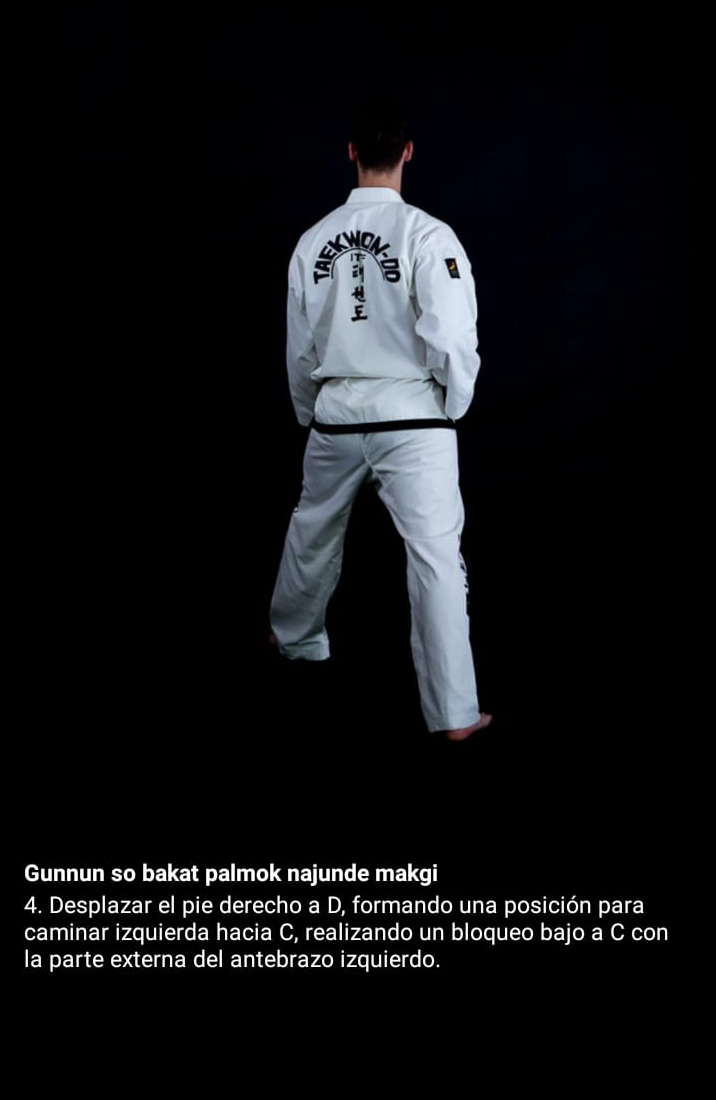 TAEKWON-DO
태
권
도
Gunnun so bakat palmok najunde makgi
4. Desplazar el pie derecho a D, formando una posición para
caminar izquierda hacia C, realizando un bloqueo bajo a C con
la parte externa del antebrazo izquierdo.